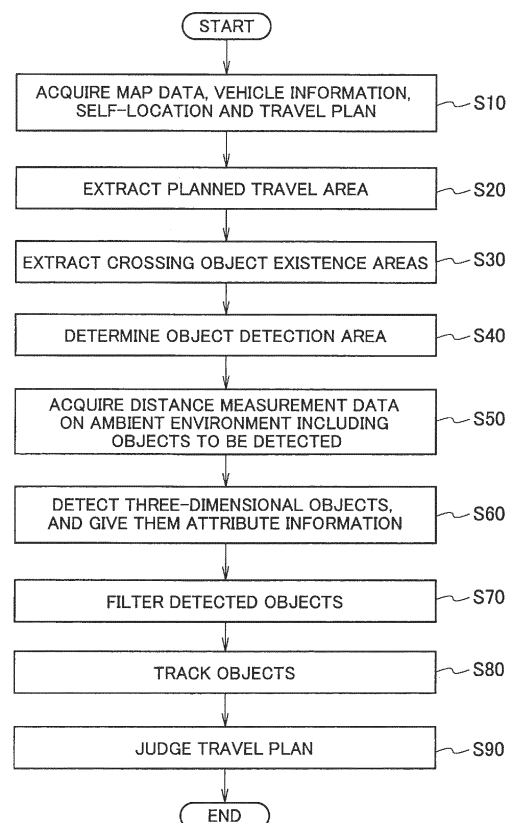 START
ACQUIRE MAP DATA, VEHICLE INFORMATION,
SELF-LOCATION AND TRAVEL PLAN
S10
EXTRACT PLANNED TRAVEL AREA
S20
EXTRACT CROSSING OBJECT EXISTENCE AREAS
S30
DETERMINE OBJECT DETECTION AREA
S40
ACQUIRE DISTANCE MEASUREMENT DATA
ON AMBIENT ENVIRONMENT INCLUDING
OBJECTS TO BE DETECTED
S50
DETECT THREE-DIMENSIONAL OBJECTS,
AND GIVE THEM ATTRIBUTE INFORMATION
S60
FILTER DETECTED OBJECTS
S70
TRACK OBJECTS
S80
JUDGE TRAVEL PLAN
S90
END